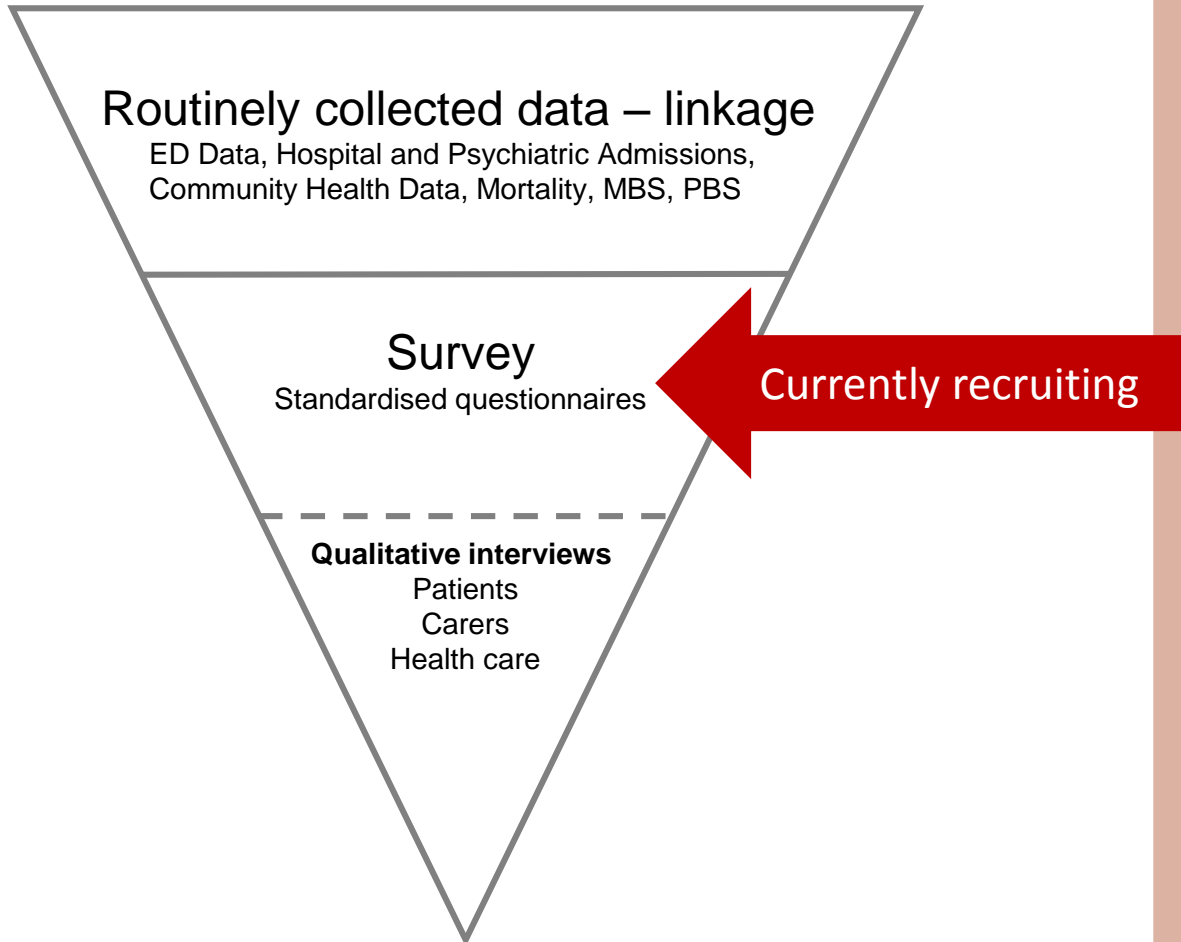 Routinely collected data – linkage
ED Data, Hospital and Psychiatric Admissions,
Community Health Data, Mortality, MBS, PBS
Survey
Standardised questionnaires
Currently recruiting
Qualitative interviews
Patients
Carers
Health care